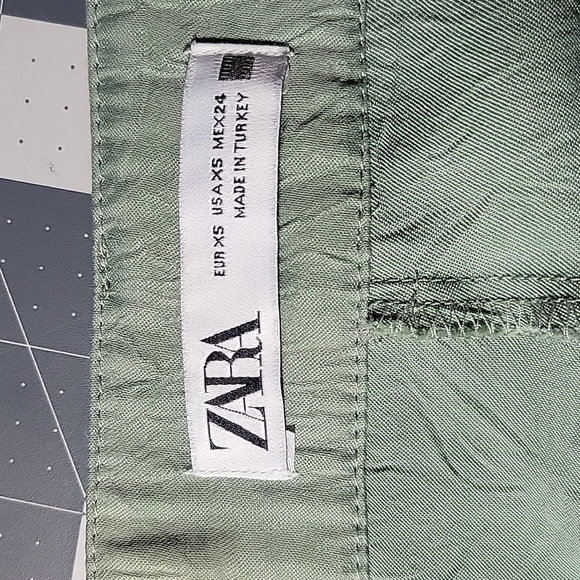 ZARA
EUR XS USA XS MEX 24
MADE IN TURKEY